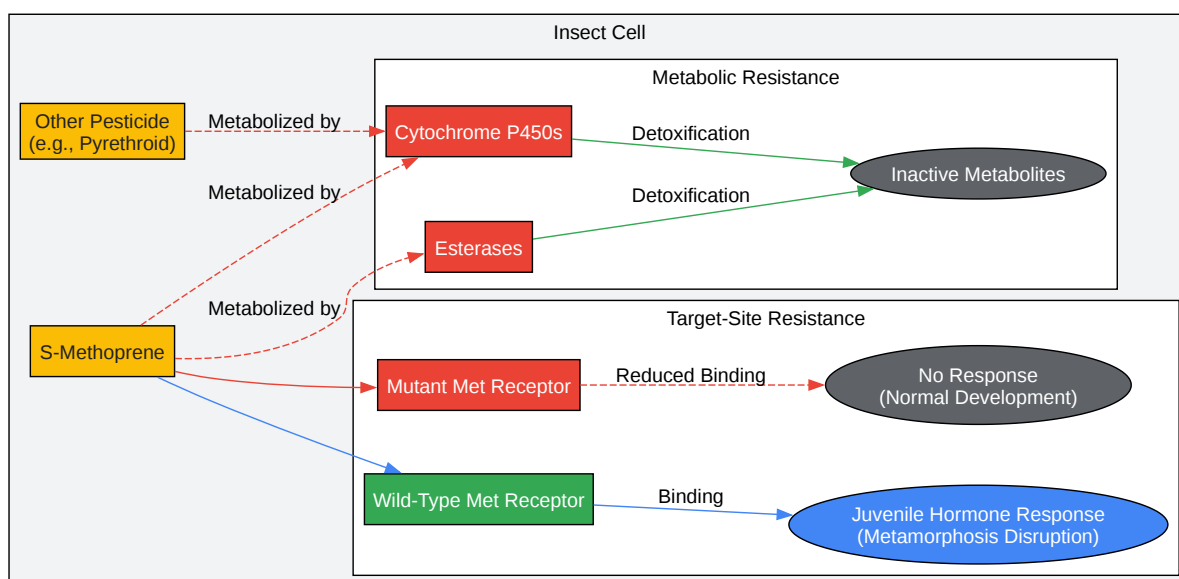 Insect Cell
Metabolic Resistance
Other Pesticide
(e.g., Pyrethroid)
Metabolized by
Cytochrome P450s
Detoxification
Inactive Metabolites
Metabolized by
Detoxification
Esterases
Metabolized by
Target-Site Resistance
S-Methoprene
Mutant Met Receptor
Reduced Binding
No Response
(Normal Development)
Wild-Type Met Receptor
Binding
Juvenile Hormone Response
(Metamorphosis Disruption)